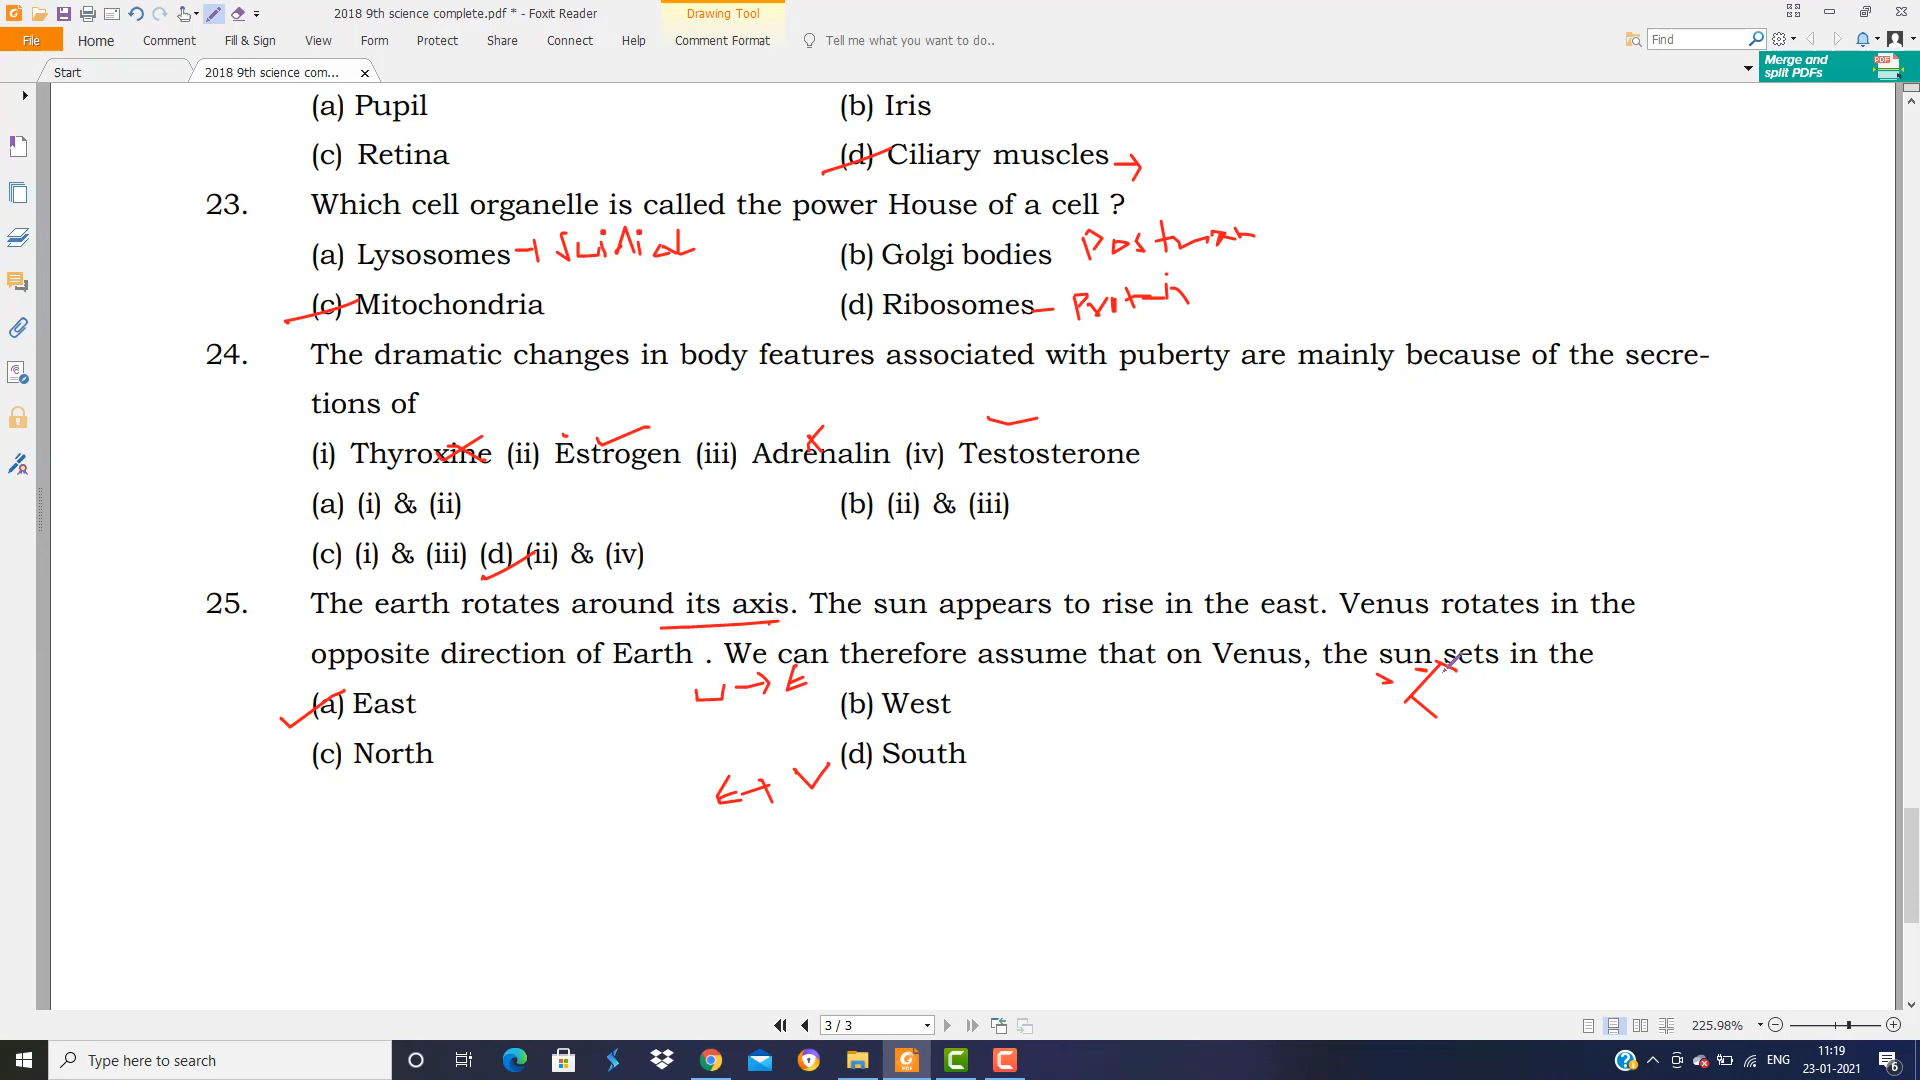 2018 9th science complete.pdf * - Foxit Reader
Drawing Tool
File Home Comment Fill & Sign View Form Protect Share Connect Help Comment Format Tell me what you want to do.. Find
Start 2018 9th science com... Merge and split PDFs
(a) Pupil (b) Iris
(c) Retina (d) Ciliary muscles
23. Which cell organelle is called the power House of a cell ?
(a) Lysosomes (b) Golgi bodies Postman
(c) Mitochondria (d) Ribosomes - Protein
24. The dramatic changes in body features associated with puberty are mainly because of the secre-
tions of
(i) Thyroxine (ii) Estrogen (iii) Adrenalin (iv) Testosterone
(a) (i) & (ii) (b) (ii) & (iii)
(c) (i) & (iii) (d) (ii) & (iv)
25. The earth rotates around its axis. The sun appears to rise in the east. Venus rotates in the
opposite direction of Earth . We can therefore assume that on Venus, the sun sets in the
(a) East (b) West
(c) North (d) South
3 / 3 225.98%
Type here to search ENG 11:19
23-01-2021 6